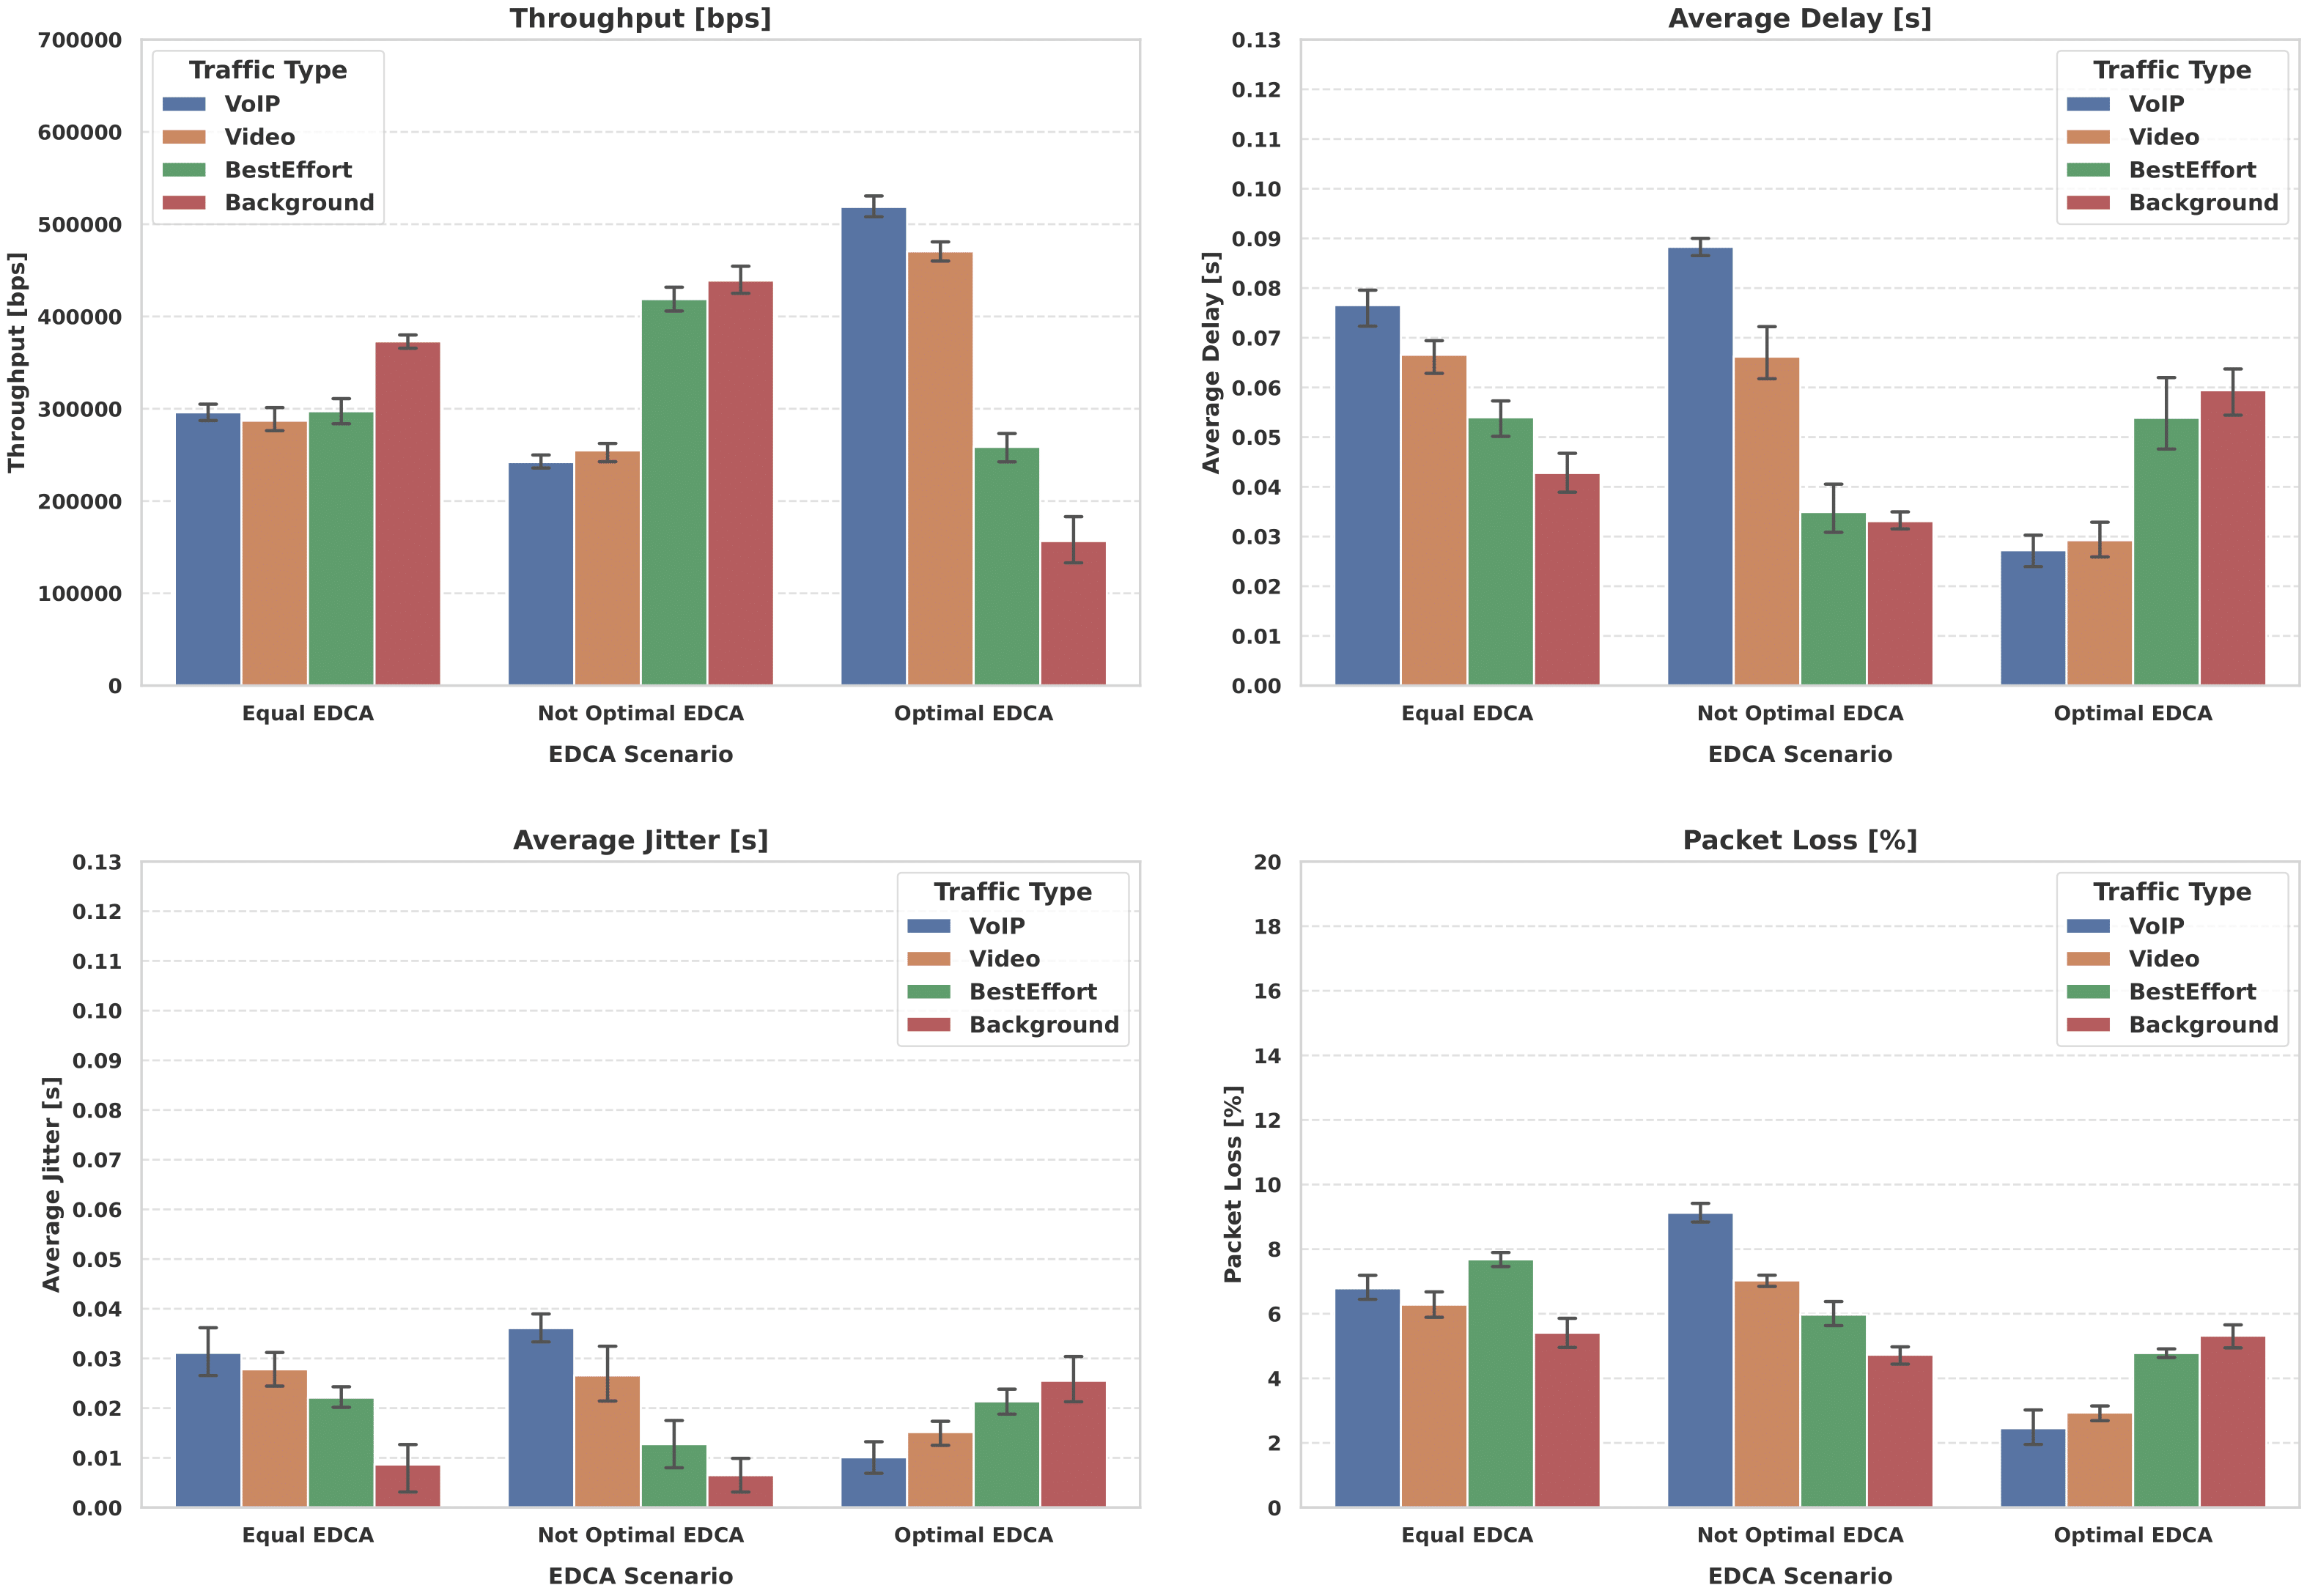 Throughput [bps]
700000
600000
500000
400000
300000
200000
100000
0
Throughput [bps]
Traffic Type
VoIP
Video
BestEffort
Background
Equal EDCA
Not Optimal EDCA
Optimal EDCA
EDCA Scenario
Average Delay [s]
0.13
0.12
0.11
0.10
0.09
0.08
0.07
0.06
0.05
0.04
0.03
0.02
0.01
0.00
Average Delay [s]
Traffic Type
VoIP
Video
BestEffort
Background
Equal EDCA
Not Optimal EDCA
Optimal EDCA
EDCA Scenario
Average Jitter [s]
0.13
0.12
0.11
0.10
0.09
0.08
0.07
0.06
0.05
0.04
0.03
0.02
0.01
0.00
Average Jitter [s]
Traffic Type
VoIP
Video
BestEffort
Background
Equal EDCA
Not Optimal EDCA
Optimal EDCA
EDCA Scenario
Packet Loss [%]
20
18
16
14
12
10
8
6
4
2
0
Packet Loss [%]
Traffic Type
VoIP
Video
BestEffort
Background
Equal EDCA
Not Optimal EDCA
Optimal EDCA
EDCA Scenario